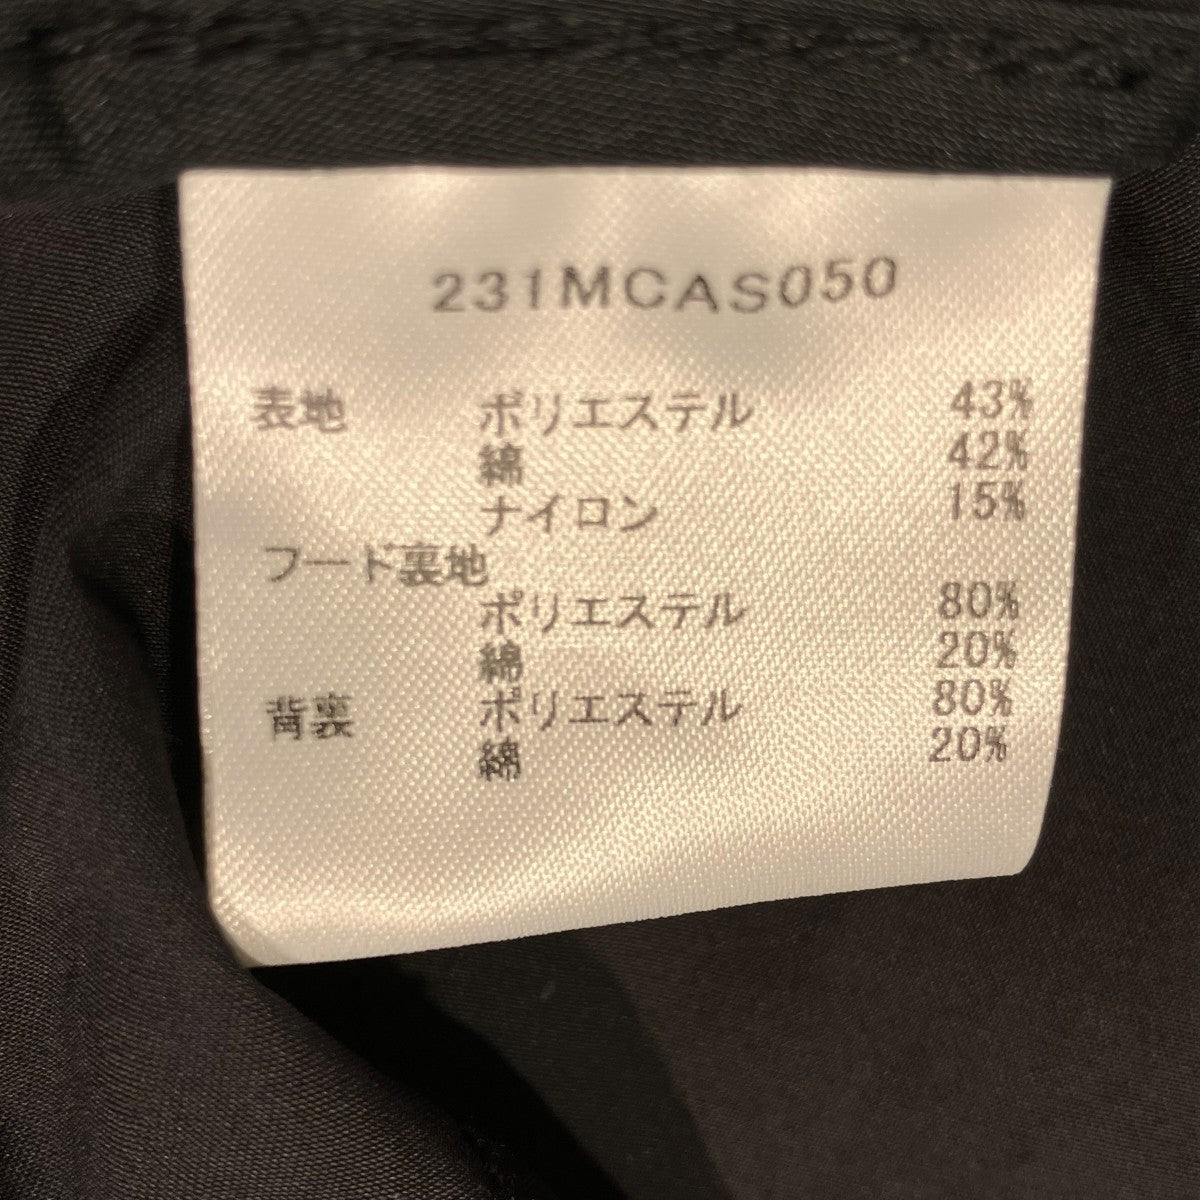 231MCAS050
表地 ポリエステル 43%
綿 42%
ナイロン 15%
フード裏地
ポリエステル 80%
綿 20%
背裏 ポリエステル 80%
綿 20%